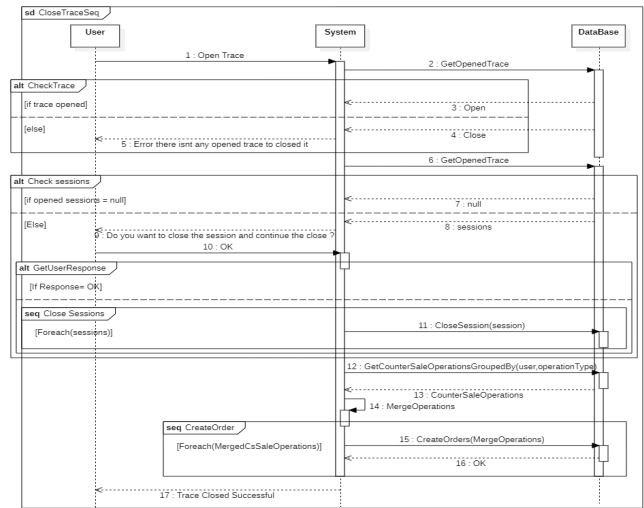 sd CloseTraceSeq
User
System
DataBase
1 : Open Trace
2 : GetOpenedTrace
alt CheckTrace
[if trace opened]
3 : Open
[else]
4 : Close
5 : Error there isnt any opened trace to closed it
6 : GetOpenedTrace
alt Check sessions
[if opened sessions = null]
7 : null
[Else]
8 : sessions
9 : Do you want to close the session and continue the close ?
10 : OK
alt GetUserResponse
[If Response= OK]
seq Close Sessions
[Foreach(sessions)]
11 : CloseSession(session)
12 : GetCounterSaleOperationsGroupedBy(user,operationType)
13 : CounterSaleOperations
14 : MergeOperations
seq CreateOrder
[Foreach(MergedCsSaleOperations)]
15 : CreateOrders(MergeOperations)
16 : OK
17 : Trace Closed Successful